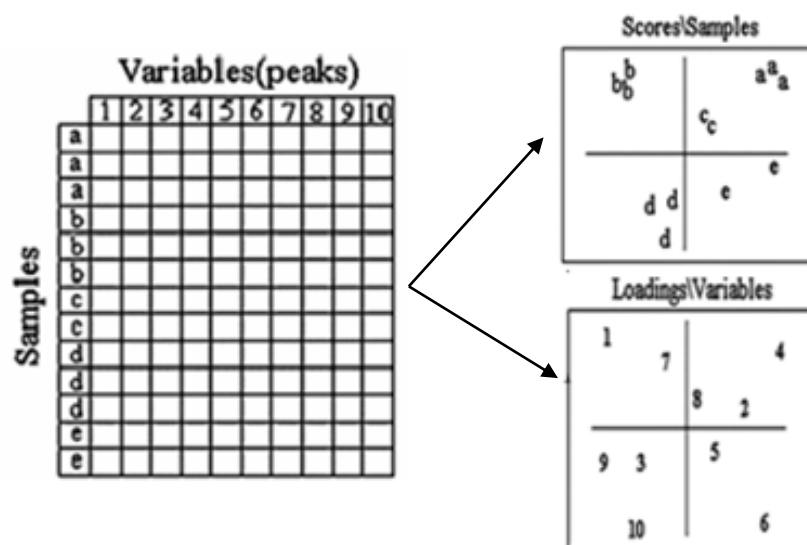 Variables(peaks)
1 2 3 4 5 6 7 8 9 10
Samples
a
a
a
b
b
b
c
c
d
d
d
e
e
Scores\Samples
b
b
b
a a a
c
c
e
e
d d
d
Loadings\Variables
1
7
4
8
2
5
9 3
10
6